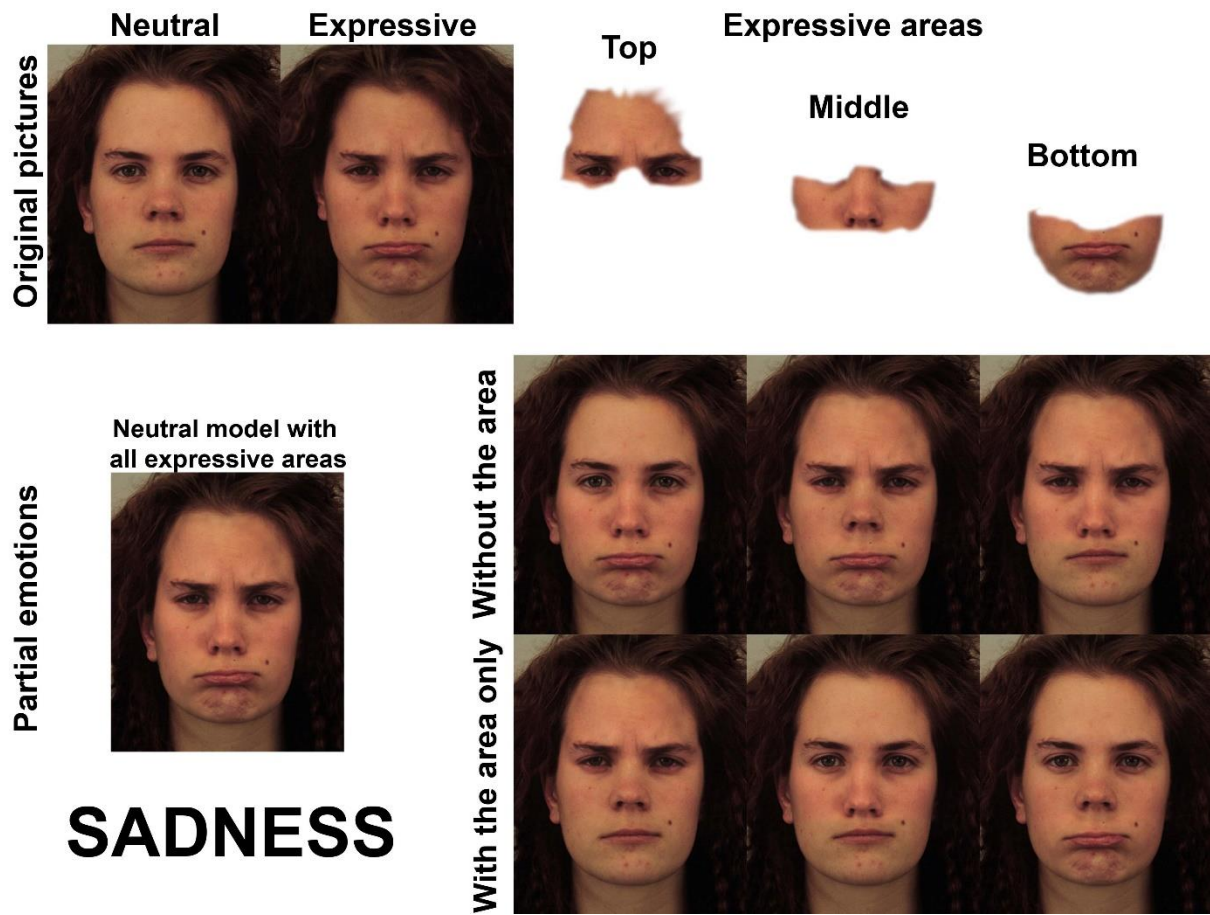 Neutral
Expressive
Expressive areas
Top
Middle
Bottom
Original pictures
Neutral model with
all expressive areas
Partial emotions
Without the area
With the area only
SADNESS